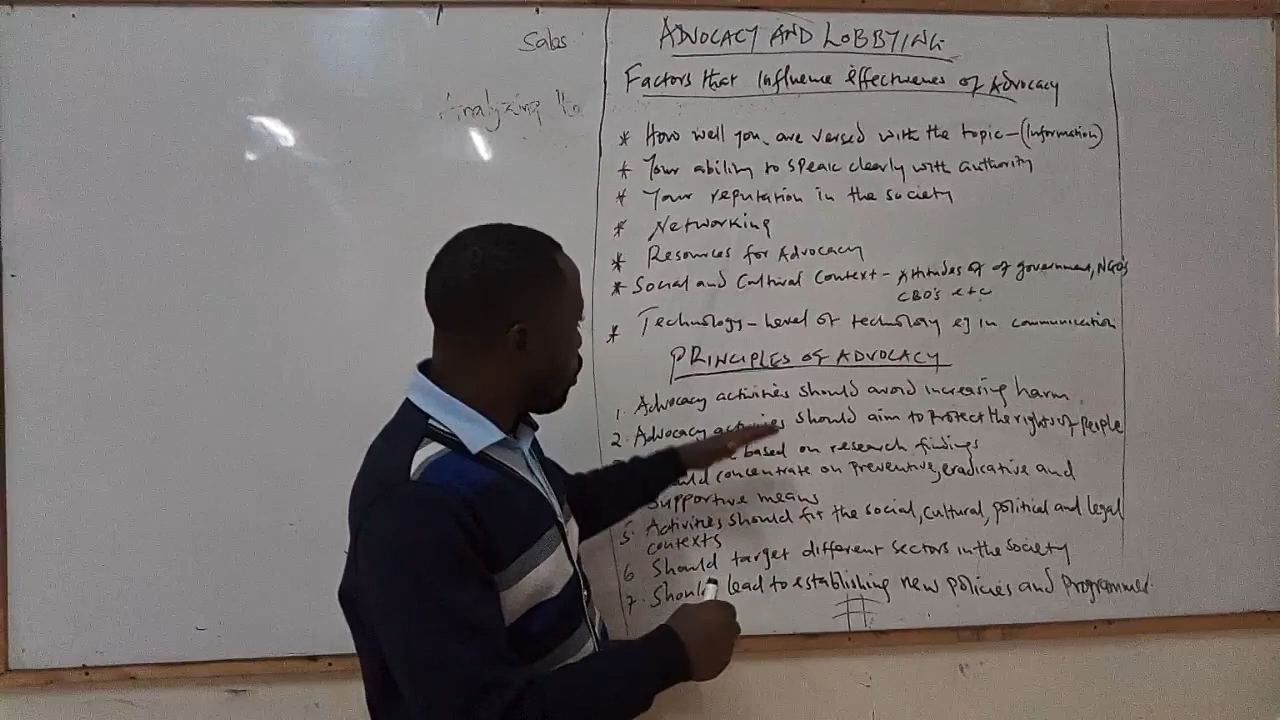 Sabs
Analyzing
ADVOCACY AND LOBBYING
Factors that influence effectiveness of Advocacy
* How well you are versed with the topic - (Information)
* Your ability to speak clearly with authority
* Your reputation in the society
* Networking
* Resources for Advocacy
* Social and Cultural Context - Attitudes of of government, NGO's
CBO's etc
* Technology - Level of technology eg in communication
PRINCIPLES OF ADVOCACY
1. Advocacy activities should avoid increasing harm
2. Advocacy activities should aim to protect the rights of people
based on research findings
concentrate on preventive, eradicative and
supportive means
5. Activities should fit the social, cultural, political and legal
contexts
6 Should target different sectors in the society
7. Should lead to establishing new policies and programmes